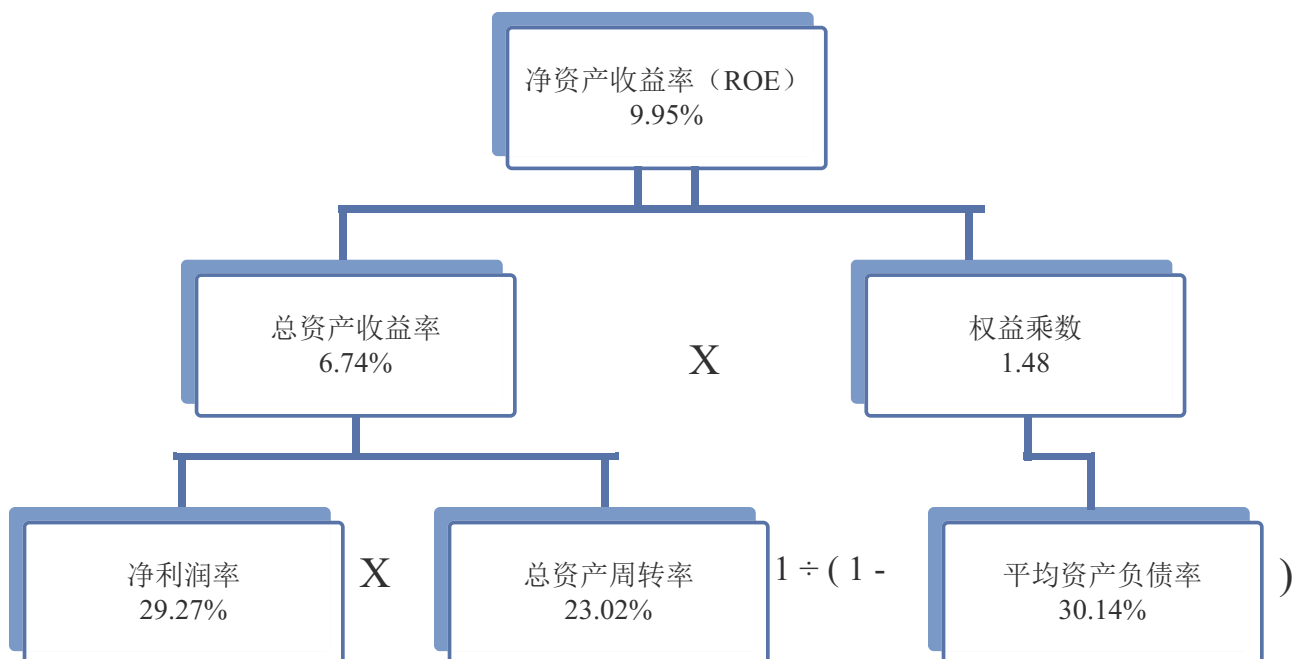 净资产收益率（ROE）
9.95%
总资产收益率
6.74%
X
权益乘数
1.48
净利润率
29.27%
X
总资产周转率
23.02%
1 ÷ ( 1 -
平均资产负债率
30.14%
)